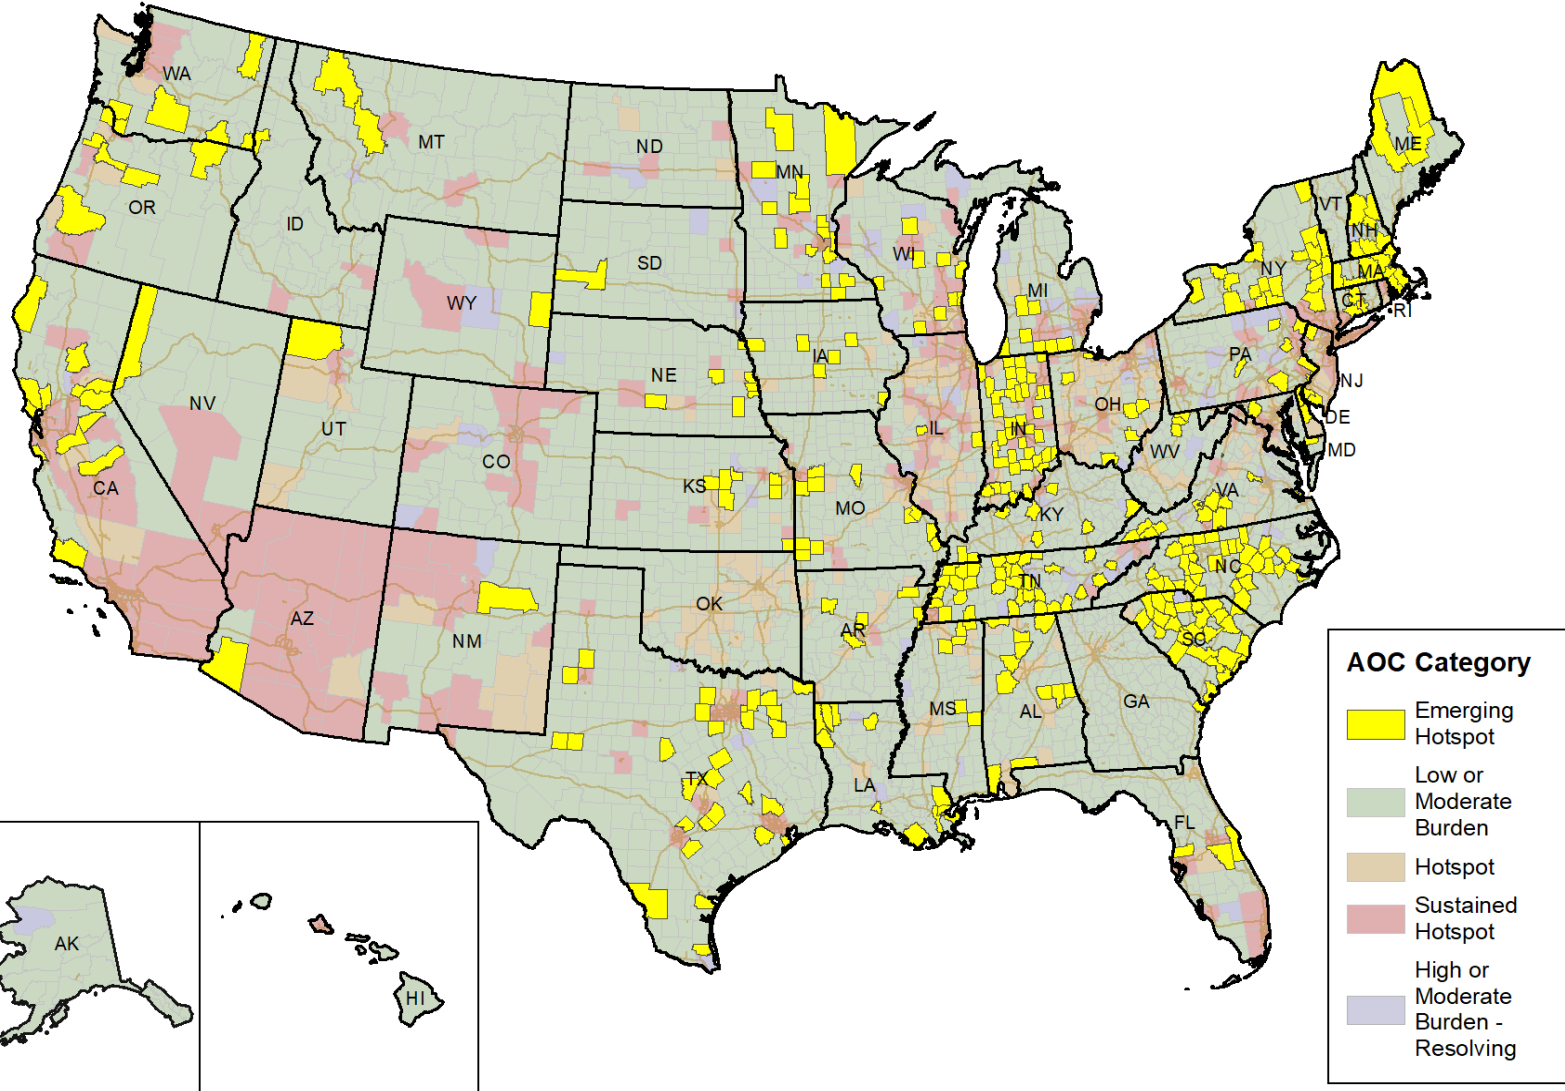 WA
MT
ND
MN
ME
OR
ID
SD
WI
VT
NH
NY
MA
MI
WY
CT
RI
IA
PA
NE
NJ
NV
OH
DE
UT
IL
IN
WV
MD
CO
CA
KS
MO
VA
KY
NC
TN
OK
AZ
AR
NM
SC
MS
AL
GA
TX
LA
FL
AK
HI
AOC Category
Emerging
Hotspot
Low or
Moderate
Burden
Hotspot
Sustained
Hotspot
High or
Moderate
Burden -
Resolving